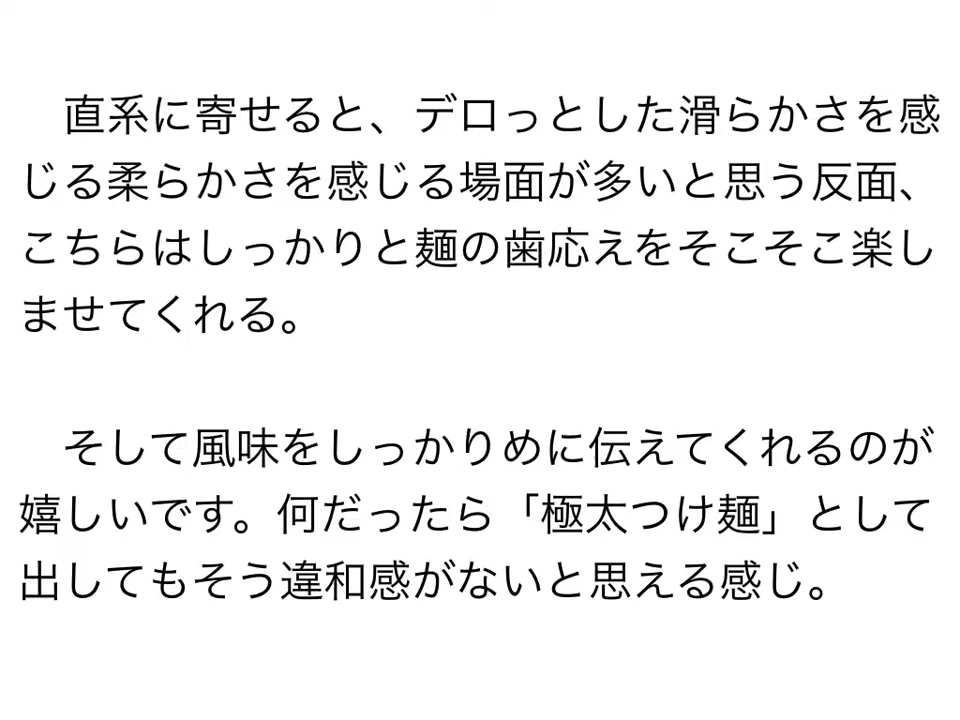 直系に寄せると、デロっとした滑らかさを感
じる柔らかさを感じる場面が多いと思う反面、
こちらはしっかりと麺の歯応えをそこそこ楽し
ませてくれる。
　そして風味をしっかりめに伝えてくれるのが
嬉しいです。何だったら「極太つけ麺」として
出してもそう違和感がないと思える感じ。